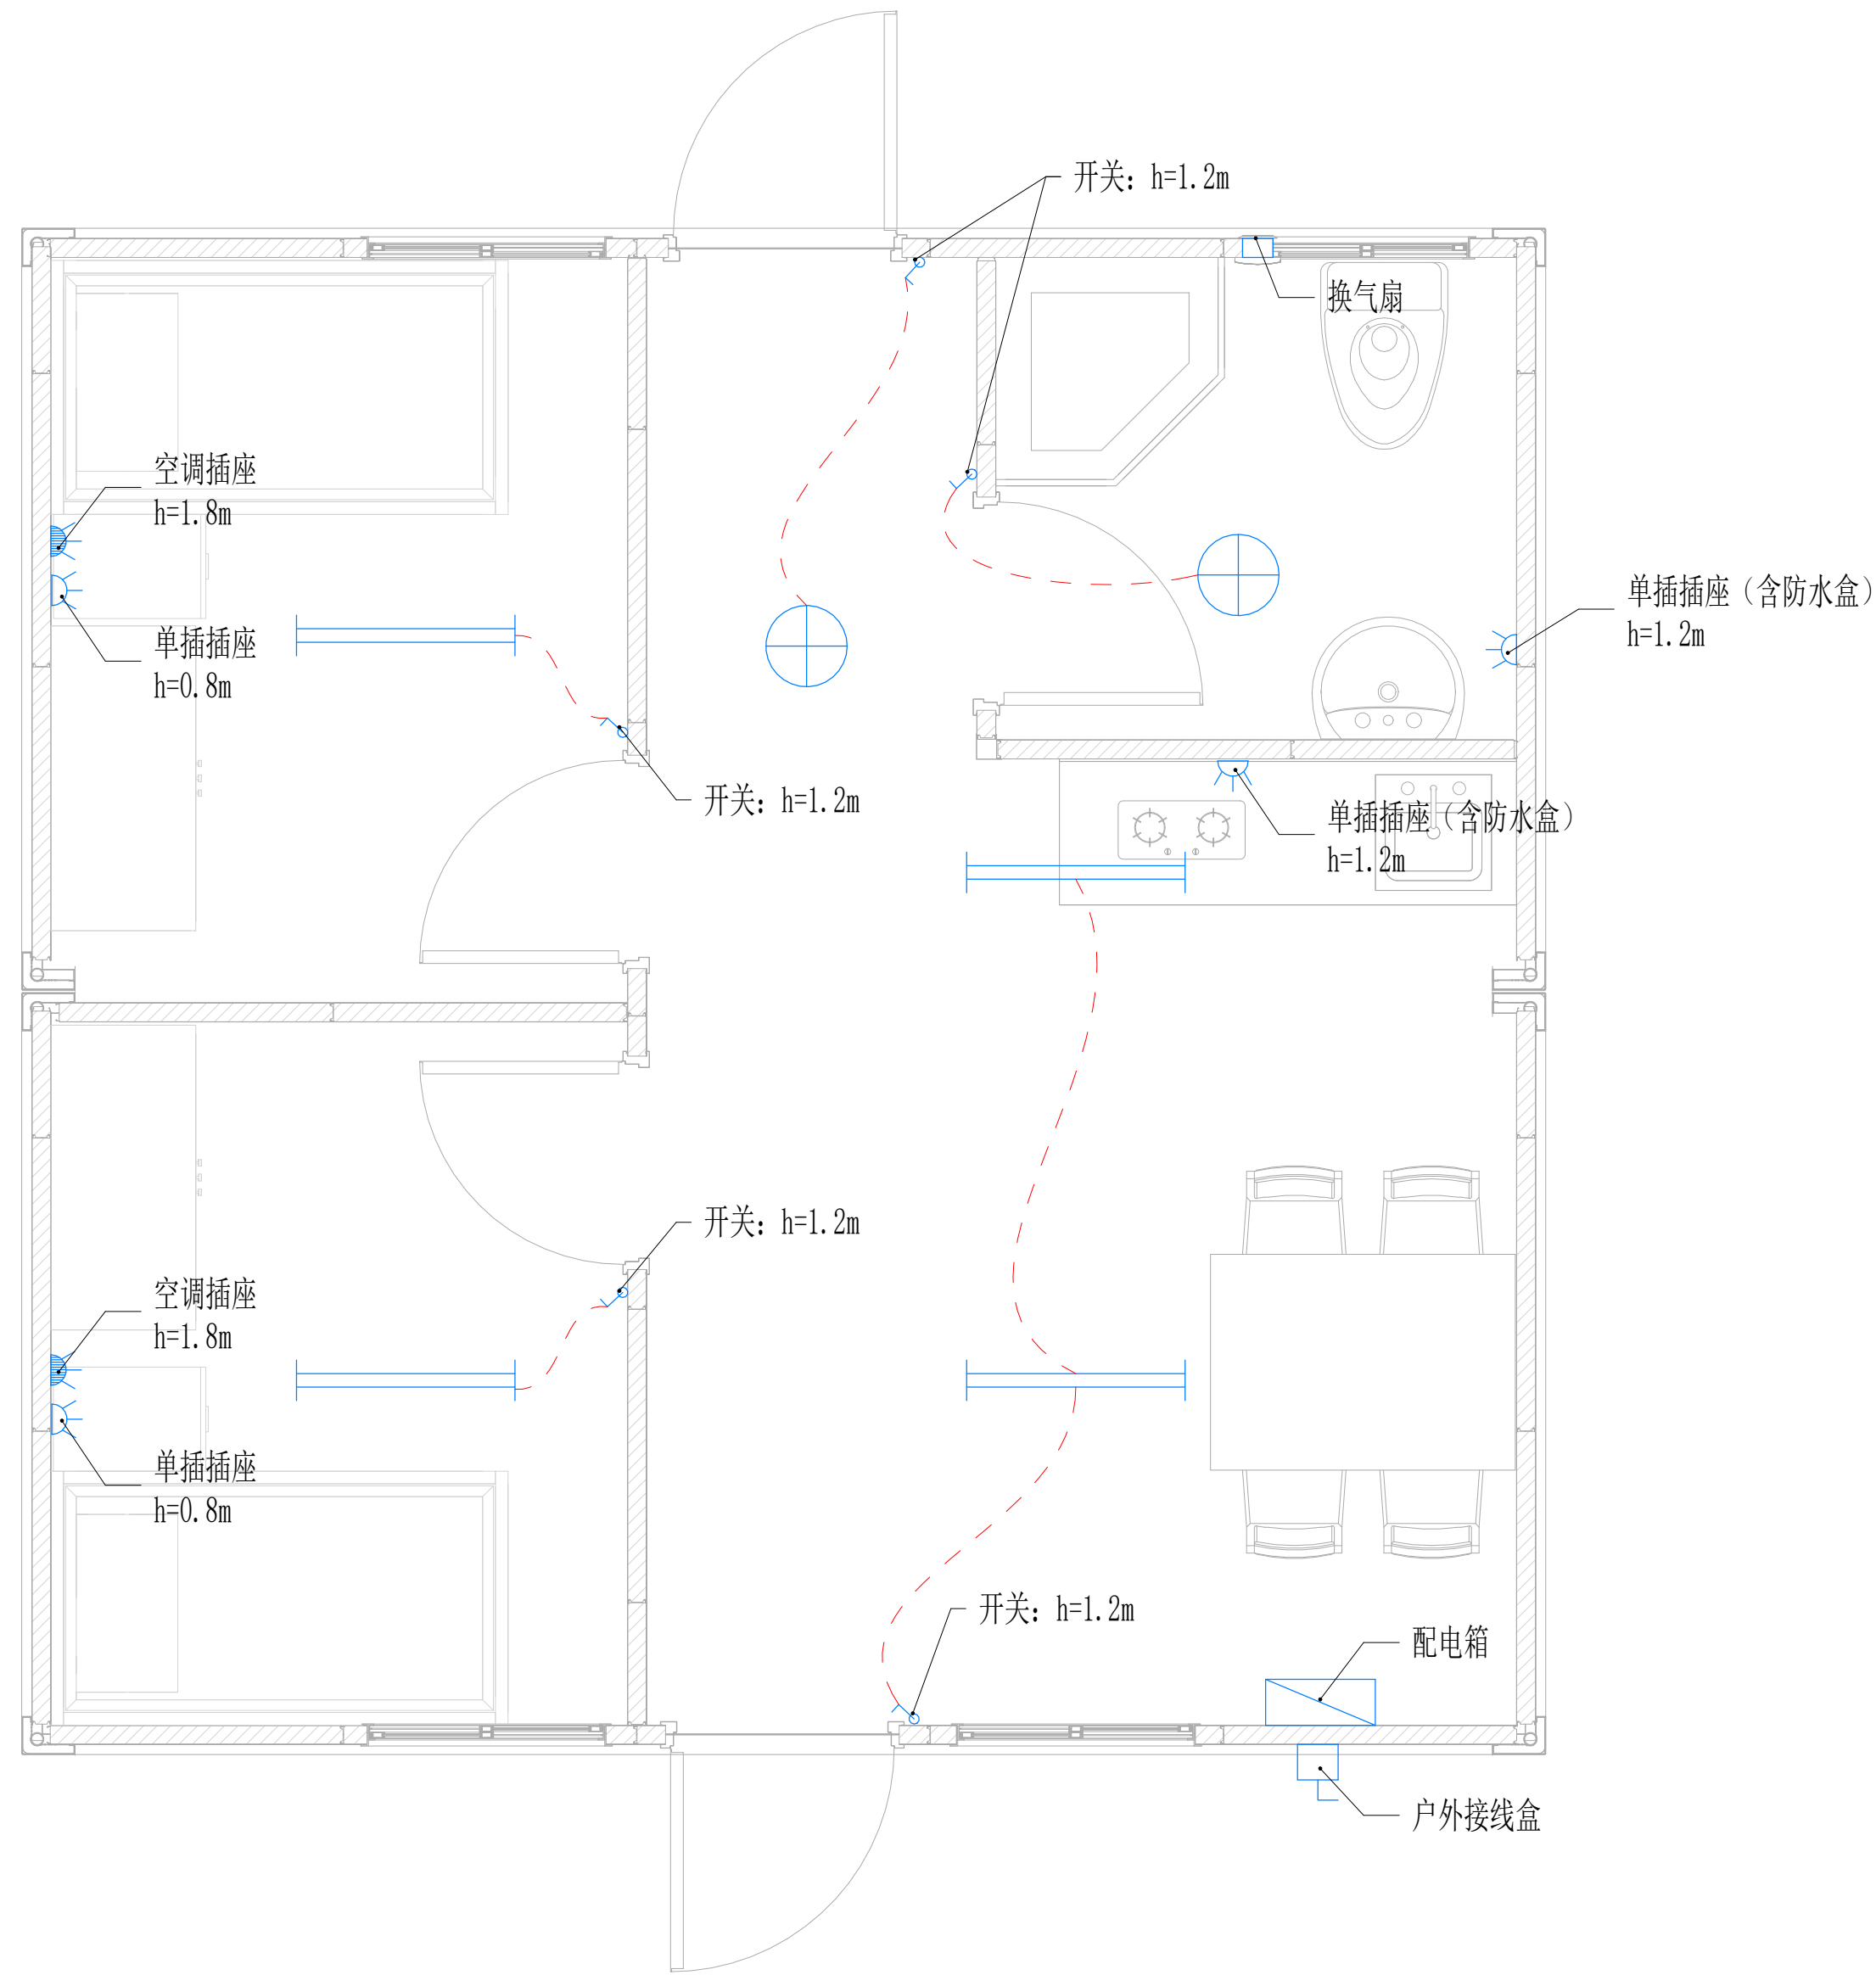 开关：h=1.2m
换气扇
空调插座
h=1.8m
单插插座（含防水盒）
h=1.2m
单插插座
h=0.8m
开关：h=1.2m
单插插座（含防水盒）
h=1.2m
开关：h=1.2m
空调插座
h=1.8m
单插插座
h=0.8m
开关：h=1.2m
配电箱
户外接线盒